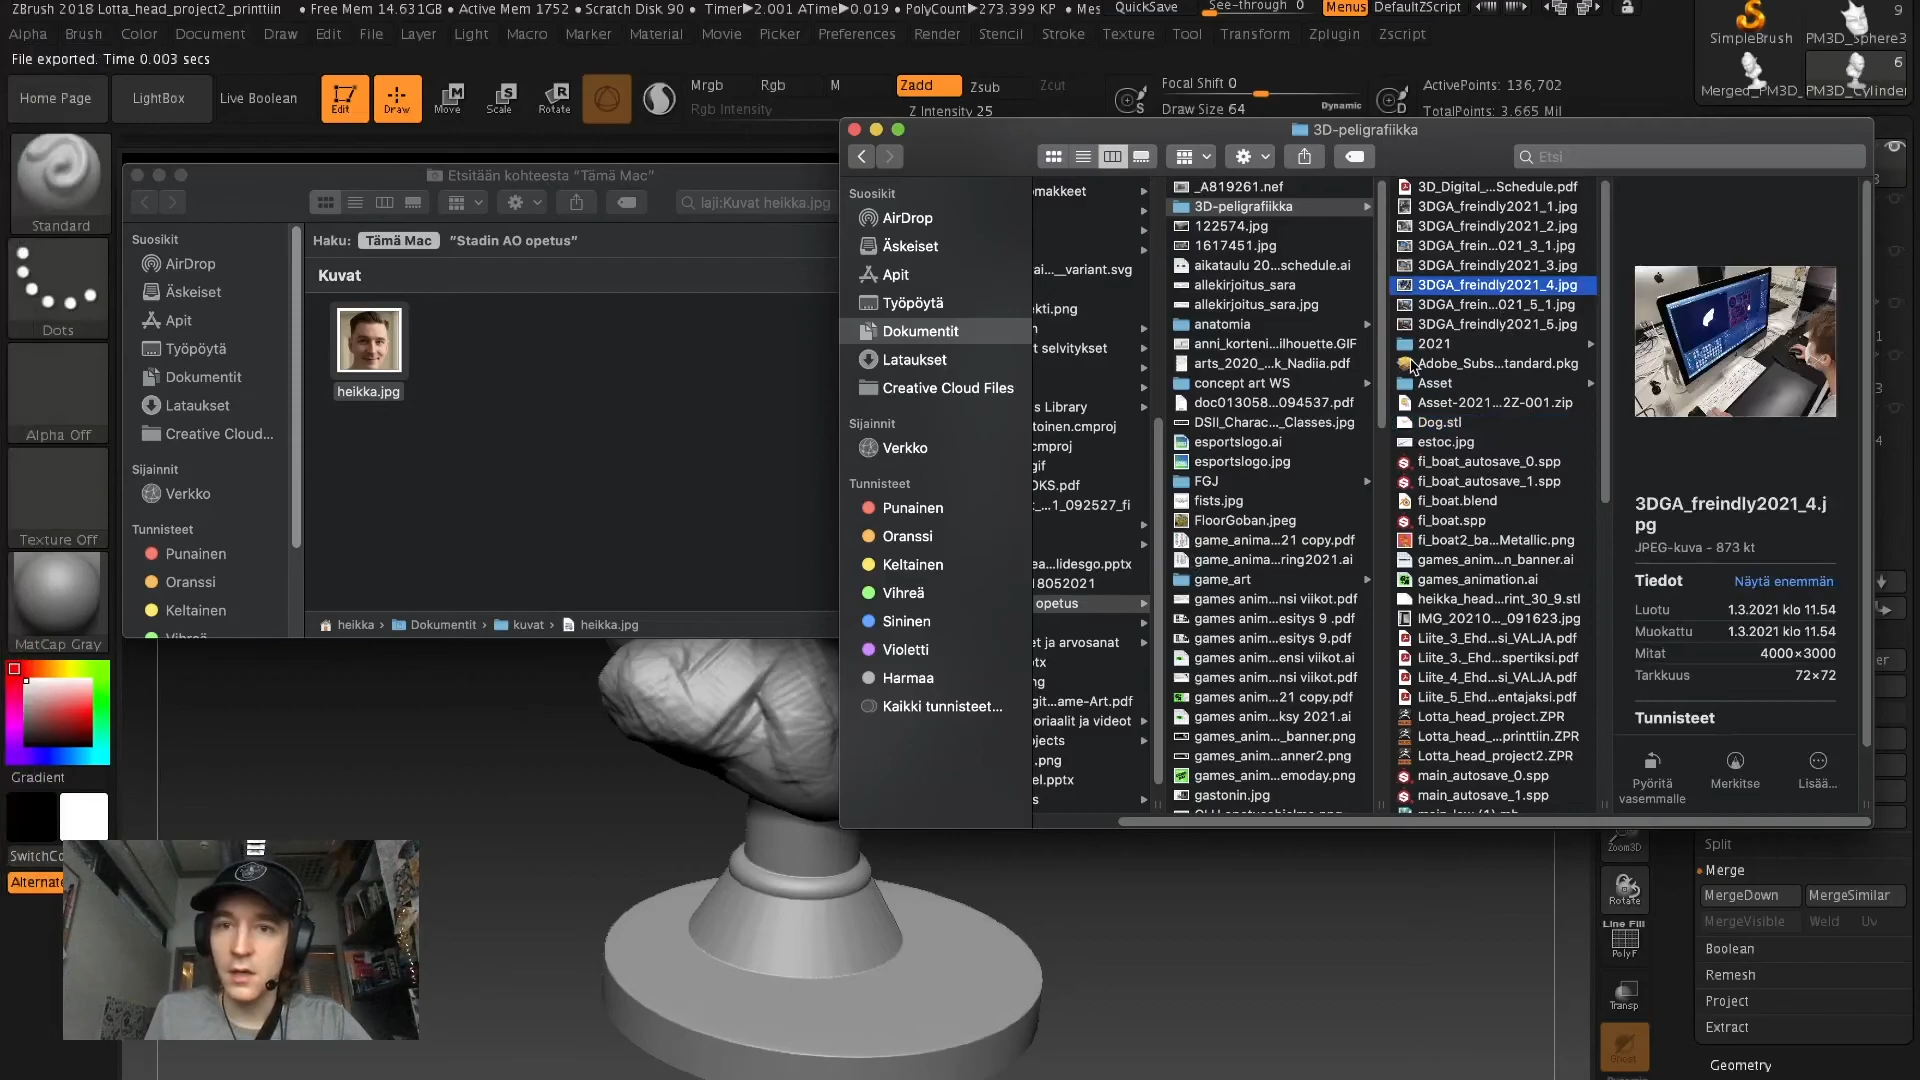 ZBrush 2018 Lotta_head_project2_printtiin • Free Mem 14.631GB • Active Mem 1752 • Scratch Disk 90 • Timer▶2.001 ATime▶0.019 • PolyCount▶273.399 KP • Mes
QuickSave See-through 0 Menus DefaultZScript
Alpha Brush Color Document Draw Edit File Layer Light Macro Marker Material Movie Picker Preferences Render Stencil Stroke Texture Tool Transform Zplugin Zscript
File exported. Time 0.003 secs
Home Page LightBox Live Boolean Edit Draw Move Scale Rotate
Mrgb Rgb M
Rgb Intensity
Zadd Zsub Zcut
Z Intensity 25
Focal Shift 0
Draw Size 64 Dynamic
ActivePoints: 136,702
TotalPoints: 3.665 Mil
SimpleBrush PM3D_Sphere3
9
6
Merged_PM3D_ PM3D_Cylinder
Standard
Dots
Alpha Off
Texture Off
MatCap Gray
Gradient
SwitchCo
Alternate
Etsitään kohteesta "Tämä Mac"
laji:Kuvat heikka.jpg
Suosikit
AirDrop
Äskeiset
Apit
Työpöytä
Dokumentit
Lataukset
Creative Cloud...
Sijainnit
Verkko
Tunnisteet
Punainen
Oranssi
Keltainen
Vihreä
Haku: Tämä Mac "Stadin AO opetus"
Kuvat
heikka.jpg
heikka › Dokumentit › kuvat › heikka.jpg
3D-peligrafiikka
Etsi
Suosikit
AirDrop
Äskeiset
Apit
Työpöytä
Dokumentit
Lataukset
Creative Cloud Files
Sijainnit
Verkko
Tunnisteet
Punainen
Oranssi
Keltainen
Vihreä
Sininen
Violetti
Harmaa
Kaikki tunnisteet...
omakkeet
ai...__variant.svg
ekti.png
t selvitykset
s Library
toinen.cmproj
cmproj
gif
OKS.pdf
t_...1_092527_fi
ea...lidesgo.pptx
18052021
opetus
et ja arvosanat
tx
ng
git...ame-Art.pdf
oriaalit ja videot
ojects
.png
el.pptx
s
_A819261.nef
3D-peligrafiikka
122574.jpg
1617451.jpg
aikataulu 20...schedule.ai
allekirjoitus_sara
allekirjoitus_sara.jpg
anatomia
anni_korteni...ilhouette.GIF
arts_2020_...k_Nadiia.pdf
concept art WS
doc013058...094537.pdf
DSII_Charac..._Classes.jpg
esportslogo.ai
esportslogo.jpg
FGJ
fists.jpg
FloorGoban.jpeg
game_anima...21 copy.pdf
game_anima...ring2021.ai
game_art
games anim...nsi viikot.pdf
games anim...esitys 9 .pdf
games anim...esitys 9.pdf
games anim...ensi viikot.ai
games anim...nsi viikot.pdf
games anim...21 copy.pdf
games anim...ksy 2021.ai
games_anim..._banner.png
games_anim...anner2.png
games_anim...emoday.png
gastonin.jpg
3D_Digital_...Schedule.pdf
3DGA_freindly2021_1.jpg
3DGA_freindly2021_2.jpg
3DGA_frein...021_3_1.jpg
3DGA_freindly2021_3.jpg
3DGA_freindly2021_4.jpg
3DGA_frein...021_5_1.jpg
3DGA_freindly2021_5.jpg
2021
Adobe_Subs...tandard.pkg
Asset
Asset-2021...2Z-001.zip
Dog.stl
estoc.jpg
fi_boat_autosave_0.spp
fi_boat_autosave_1.spp
fi_boat.blend
fi_boat.spp
fi_boat2_ba...Metallic.png
games_anim...n_banner.ai
games_animation.ai
heikka_head...rint_30_9.stl
IMG_20210..._091623.jpg
Liite_3_Ehd...si_VALJA.pdf
Liite_3._Ehd...spertiksi.pdf
Liite_4_Ehd...si_VALJA.pdf
Liite_5_Ehd...entajaksi.pdf
Lotta_head_project.ZPR
Lotta_head_...printtiin.ZPR
Lotta_head_project2.ZPR
main_autosave_0.spp
main_autosave_1.spp
3DGA_freindly2021_4.j
pg
JPEG-kuva - 873 kt
Tiedot Näytä enemmän
Luotu 1.3.2021 klo 11.54
Muokattu 1.3.2021 klo 11.54
Mitat 4000×3000
Tarkkuus 72×72
Tunnisteet
Pyöritä
vasemmalle
Merkitse
Lisää...
Zoom3D
Rotate
Line Fill
PolyF
Transp
Ghost
Split
Merge
MergeDown MergeSimilar
MergeVisible Weld Uv
Boolean
Remesh
Project
Extract
Geometry